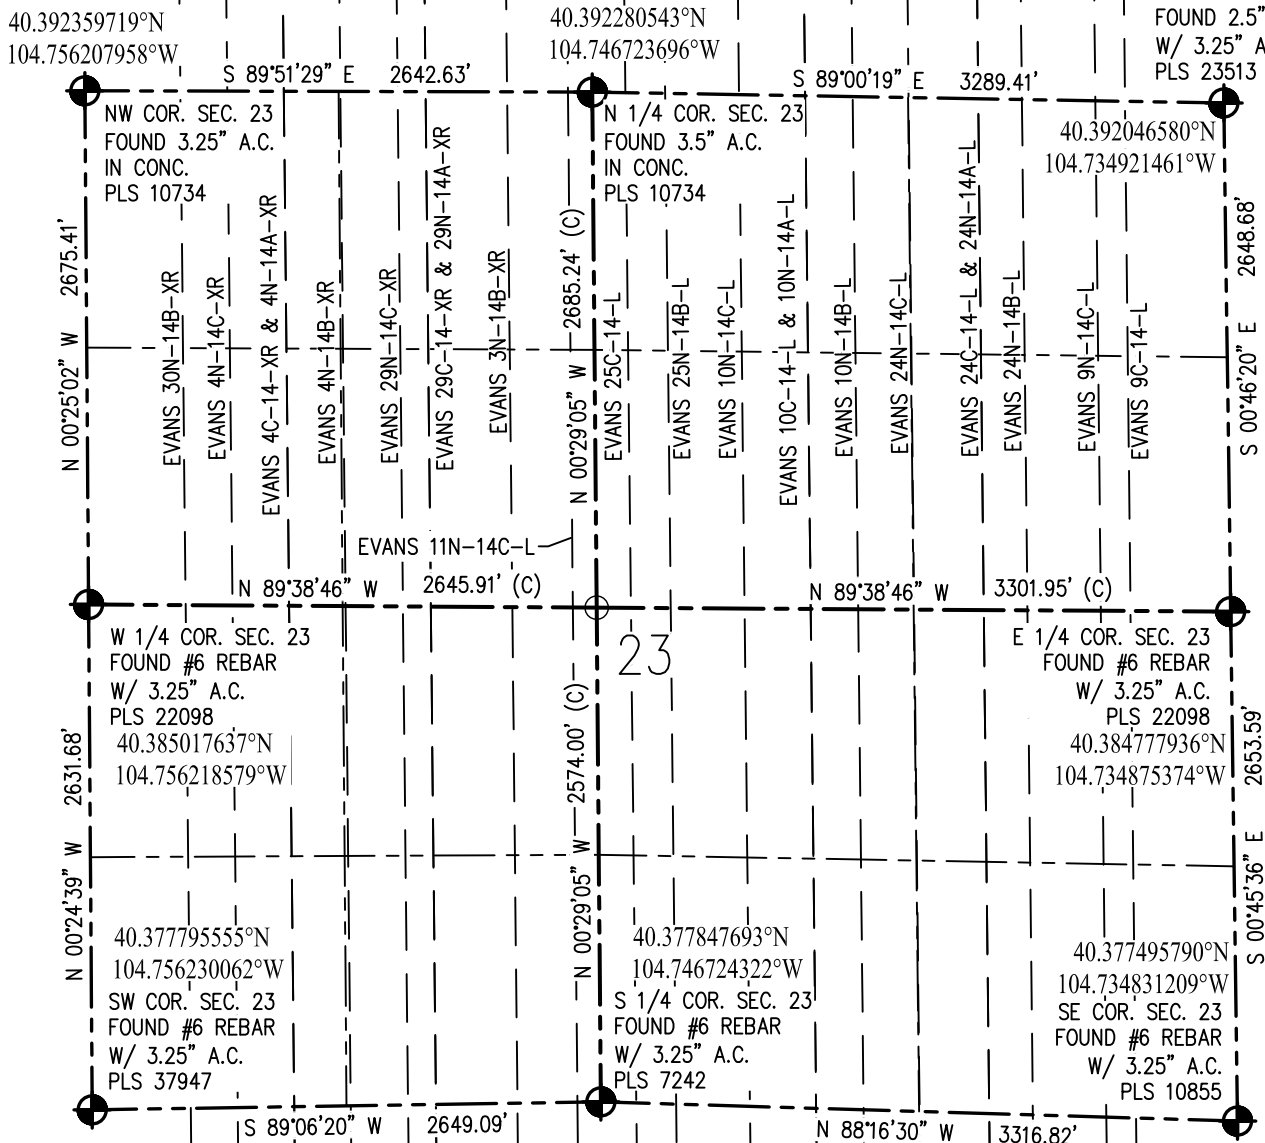 40.392359719°N
104.756207958°W
40.392280543°N
104.746723696°W
FOUND 2.5"
W/ 3.25" A
PLS 23513
S 89°51'29" E 2642.63'
S 89°00'19" E 3289.41'
NW COR. SEC. 23
FOUND 3.25" A.C.
IN CONC.
PLS 10734
N 1/4 COR. SEC. 23
FOUND 3.5" A.C.
IN CONC.
PLS 10734
40.392046580°N
104.734921461°W
N 00°25'02" W 2675.41'
EVANS 30N-14B-XR
EVANS 4N-14C-XR
EVANS 4C-14-XR & 4N-14A-XR
EVANS 4N-14B-XR
EVANS 29N-14C-XR
EVANS 29C-14-XR & 29N-14A-XR
EVANS 3N-14B-XR
N 00°29'05" W 2685.24' (C)
EVANS 25C-14-L
EVANS 25N-14B-L
EVANS 10N-14C-L
EVANS 10C-14-L & 10N-14A-L
EVANS 10N-14B-L
EVANS 24N-14C-L
EVANS 24C-14-L & 24N-14A-L
EVANS 24N-14B-L
EVANS 9N-14C-L
EVANS 9C-14-L
S 00°46'20" E 2648.68'
EVANS 11N-14C-L
N 89°38'46" W 2645.91' (C)
N 89°38'46" W 3301.95' (C)
W 1/4 COR. SEC. 23
FOUND #6 REBAR
W/ 3.25" A.C.
PLS 22098
40.385017637°N
104.756218579°W
23
E 1/4 COR. SEC. 23
FOUND #6 REBAR
W/ 3.25" A.C.
PLS 22098
40.384777936°N
104.734875374°W
N 00°24'39" W 2631.68'
N 00°29'05" W 2574.00' (C)
S 00°45'36" E 2653.59'
40.377795555°N
104.756230062°W
SW COR. SEC. 23
FOUND #6 REBAR
W/ 3.25" A.C.
PLS 37947
40.377847693°N
104.746724322°W
S 1/4 COR. SEC. 23
FOUND #6 REBAR
W/ 3.25" A.C.
PLS 7242
40.377495790°N
104.734831209°W
SE COR. SEC. 23
FOUND #6 REBAR
W/ 3.25" A.C.
PLS 10855
S 89°06'20" W 2649.09'
N 88°16'30" W 3316.82'